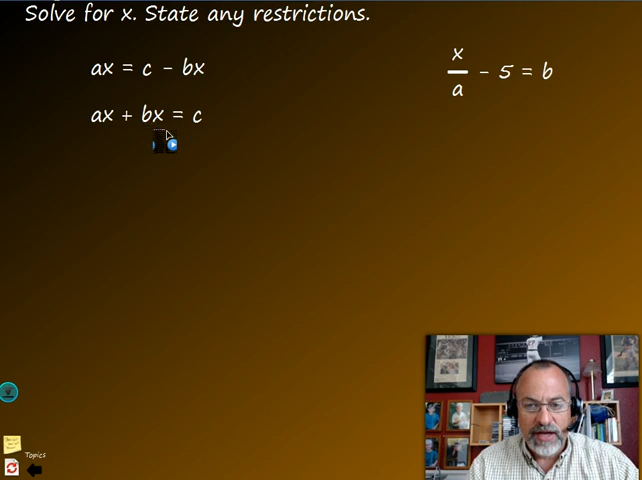 Solve for x. State any restrictions.
ax = c - bx
ax + bx = c
x
a
- 5 = b
Topics